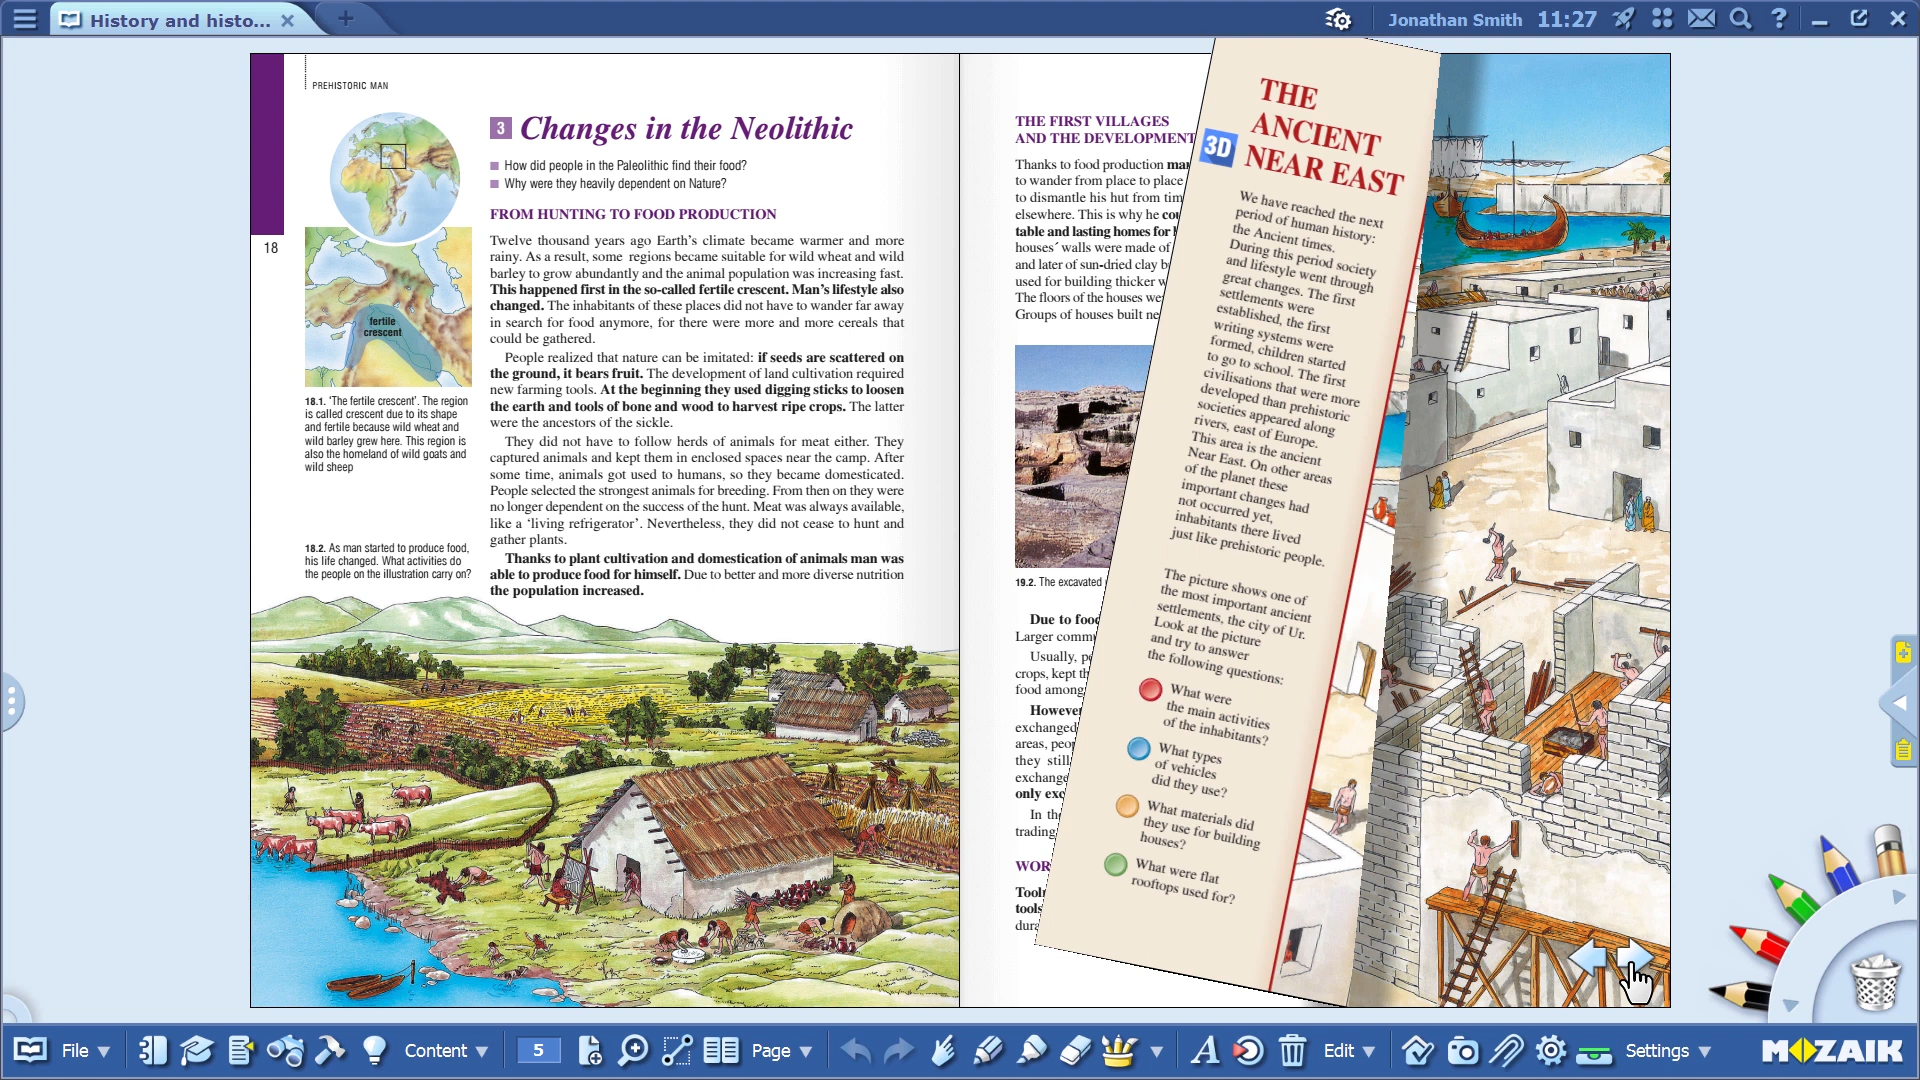 History and histo...
Jonathan Smith 11:27
PREHISTORIC MAN
18
fertile
crescent
18.1. ‘The fertile crescent’. The region
is called crescent due to its shape
and fertile because wild wheat and
wild barley grew here. This region is
also the homeland of wild goats and
wild sheep
18.2. As man started to produce food,
his life changed. What activities do
the people on the illustration carry on?
3 Changes in the Neolithic
How did people in the Paleolithic find their food?
Why were they heavily dependent on Nature?
FROM HUNTING TO FOOD PRODUCTION
Twelve thousand years ago Earth’s climate became warmer and more
rainy. As a result, some regions became suitable for wild wheat and wild
barley to grow abundantly and the animal population was increasing fast.
This happened first in the so-called fertile crescent. Man’s lifestyle also
changed. The inhabitants of these places did not have to wander far away
in search for food anymore, for there were more and more cereals that
could be gathered.
People realized that nature can be imitated: if seeds are scattered on
the ground, it bears fruit. The development of land cultivation required
new farming tools. At the beginning they used digging sticks to loosen
the earth and tools of bone and wood to harvest ripe crops. The latter
were the ancestors of the sickle.
They did not have to follow herds of animals for meat either. They
captured animals and kept them in enclosed spaces near the camp. After
some time, animals got used to humans, so they became domesticated.
People selected the strongest animals for breeding. From then on they were
no longer dependent on the success of the hunt. Meat was always available,
like a ‘living refrigerator’. Nevertheless, they did not cease to hunt and
gather plants.
Thanks to plant cultivation and domestication of animals man was
able to produce food for himself. Due to better and more diverse nutrition
the population increased.
THE FIRST VILLAGES
AND THE DEVELOPMENT
Thanks to food production
to wander from place to place
to dismantle his hut from
elsewhere. This is why he
table and lasting homes for
houses´ walls were made of
and later of sun-dried clay
used for building thicker
The floors of the houses
Groups of houses built
19.2. The excavated
Due to
Larger
Usually,
crops, kept
food among
exchanged
areas,
they still
exchange
only
In
trading
dura
3D
THE
ANCIENT
NEAR EAST
We have reached the next
period of human history:
the Ancient times.
During this period society
and lifestyle went through
great changes. The first
settlements were
established, the first
writing systems were
formed, children started
to go to school. The first
civilisations that were more
developed than prehistoric
societies appeared along
rivers, east of Europe.
This area is the ancient
Near East. On other areas
of the planet these
important changes had
not occurred yet,
inhabitants there lived
just like prehistoric people.
The picture shows one of
the most important ancient
settlements, the city of Ur.
Look at the picture
and try to answer
the following questions:
What were
the main activities
of the inhabitants?
What types
of vehicles
did they use?
What materials did
they use for building
houses?
What were flat
rooftops used for?
File
Content
5
Page
Edit
Settings
MOZAIK